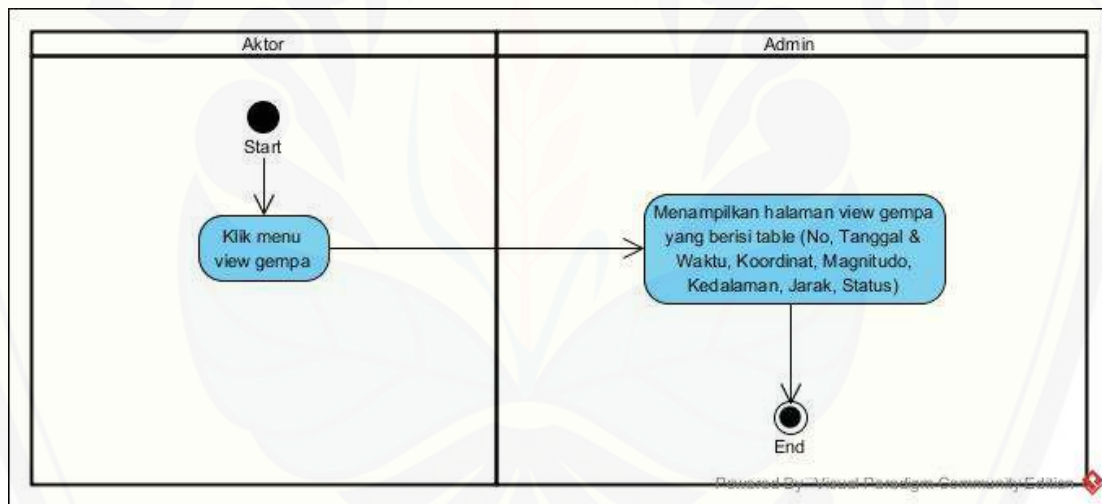 Aktor
Admin
Start
Klik menu
view gempa
Menampilkan halaman view gempa
yang berisi table (No, Tanggal &
Waktu, Koordinat, Magnitudo,
Kedalaman, Jarak, Status)
End
Powered By Visual Paradigm Community Edition